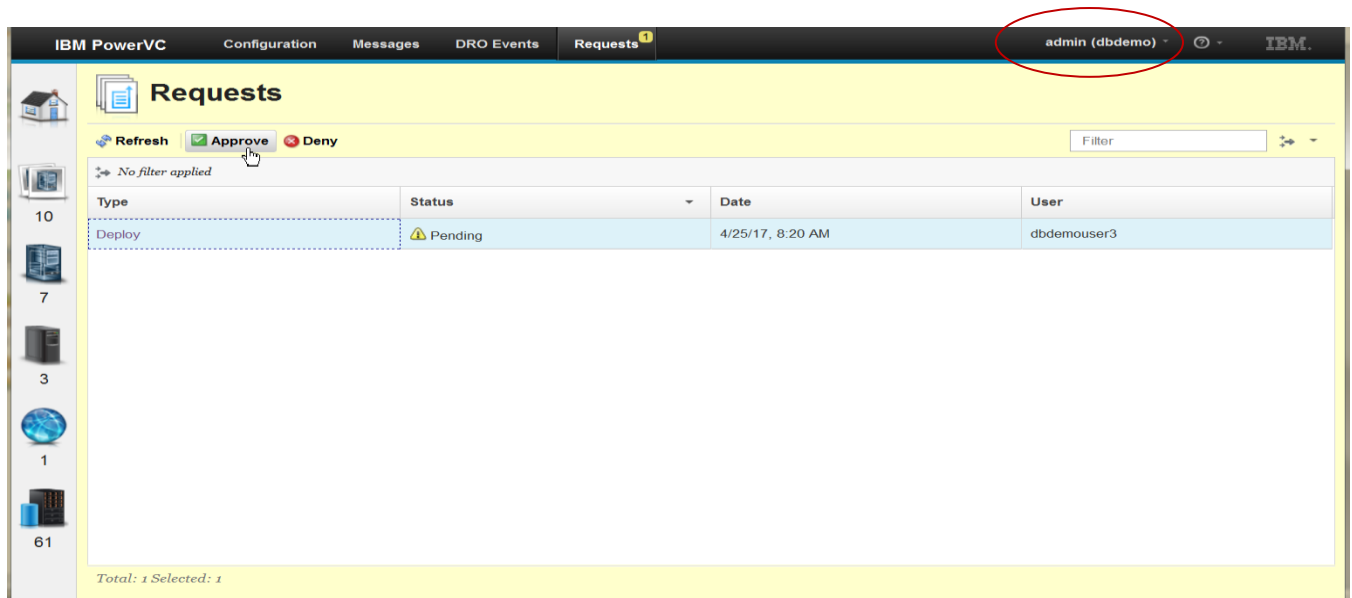 IBM PowerVC Configuration Messages DRO Events Requests 1 admin (dbdemo) IBM.
Requests
Refresh Approve Deny Filter
No filter applied
Type Status Date User
Deploy Pending 4/25/17, 8:20 AM dbdemouser3
10
7
3
1
61
Total: 1 Selected: 1